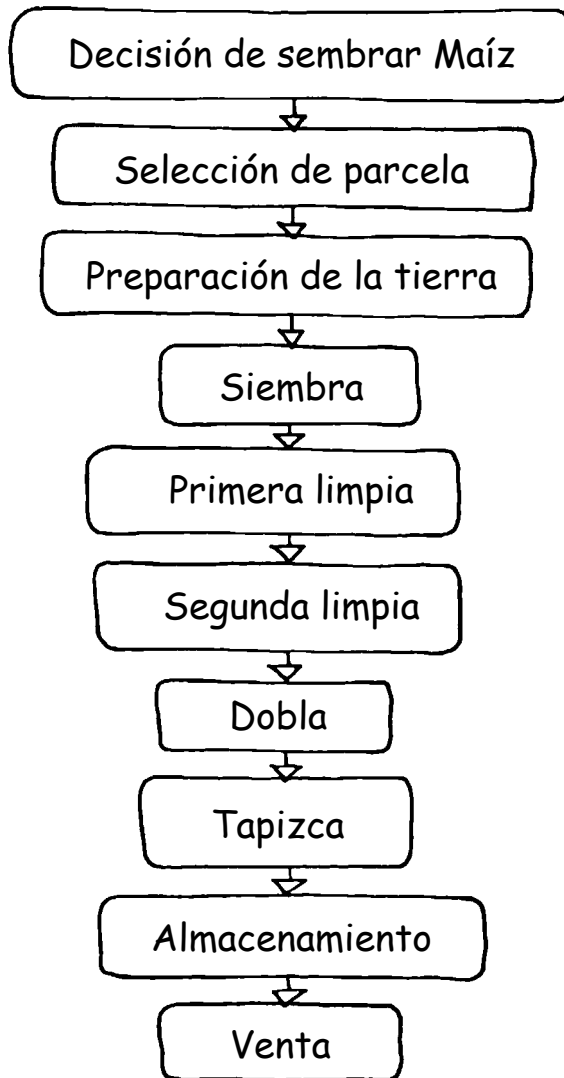 Decisión de sembrar Maíz
Selección de parcela
Preparación de la tierra
Siembra
Primera limpia
Segunda limpia
Dobla
Tapizca
Almacenamiento
Venta